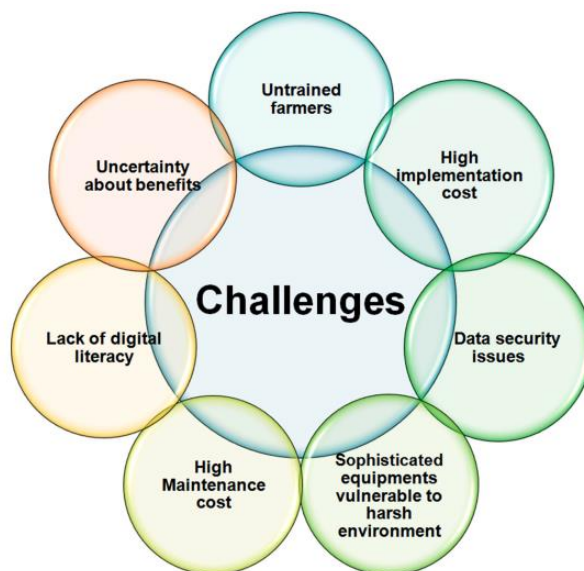 Untrained
farmers
High
implementation
cost
Data security
issues
Sophisticated
equipments
vulnerable to
harsh
environment
High
Maintenance
cost
Lack of digital
literacy
Uncertainty
about benefits
Challenges